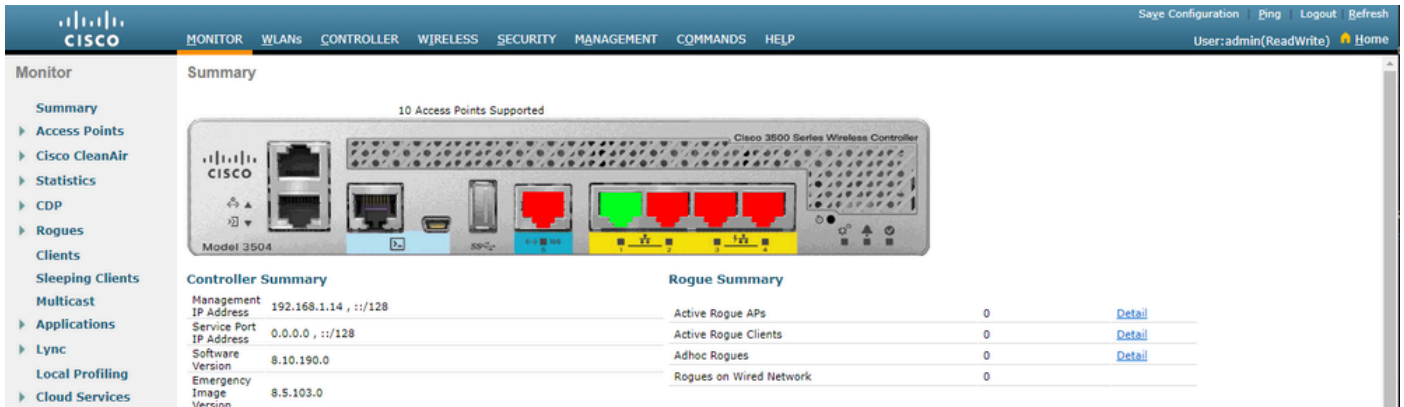 Save Configuration | Ping | Logout | Refresh
CISCO MONITOR WLANs CONTROLLER WIRELESS SECURITY MANAGEMENT COMMANDS HELP User:admin(ReadWrite) Home
Monitor
Summary
Access Points
Cisco CleanAir
Statistics
CDP
Rogues
Clients
Sleeping Clients
Multicast
Applications
Lync
Local Profiling
Cloud Services
Summary
10 Access Points Supported
Cisco 3500 Series Wireless Controller
CISCO
Model 3504
1 2 3 4
Controller Summary
Management IP Address 192.168.1.14 , ::/128
Service Port IP Address 0.0.0.0 , ::/128
Software Version 8.10.190.0
Emergency Image Version 8.5.103.0
Rogue Summary
Active Rogue APs 0 Detail
Active Rogue Clients 0 Detail
Adhoc Rogues 0 Detail
Rogues on Wired Network 0